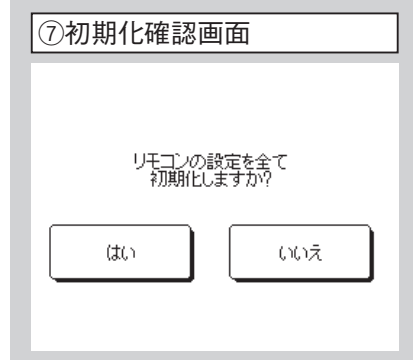 ⑦初期化確認画面
リモコンの設定を全て
初期化しますか?
はい
いいえ